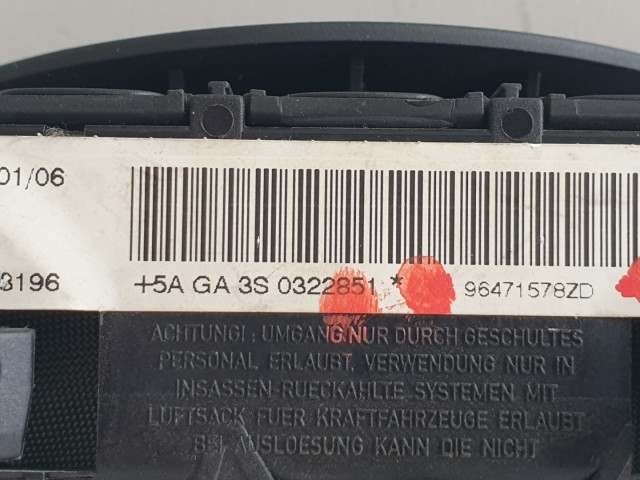 01/06
3196 +5A GA 3S 0322851 * 96471578ZD
ACHTUNG! : UMGANG NUR DURCH GESCHULTES
PERSONAL ERLAUBT. VERWENDUNG NUR IN
INSASSEN-RUECKAHLTE SYSTEMEN MIT
LUFTSACK FUER KRAFTFAHRZEUGE ERLAUBT
BEI AUSLOESUNG KANN DIE NICHT